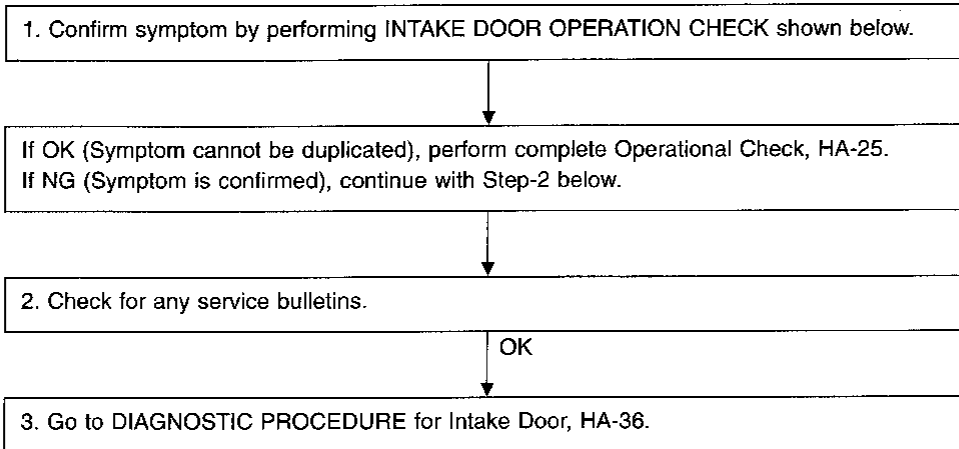 1. Confirm symptom by performing INTAKE DOOR OPERATION CHECK shown below.
If OK (Symptom cannot be duplicated), perform complete Operational Check, HA-25.
If NG (Symptom is confirmed), continue with Step-2 below.
2. Check for any service bulletins.
OK
3. Go to DIAGNOSTIC PROCEDURE for Intake Door, HA-36.